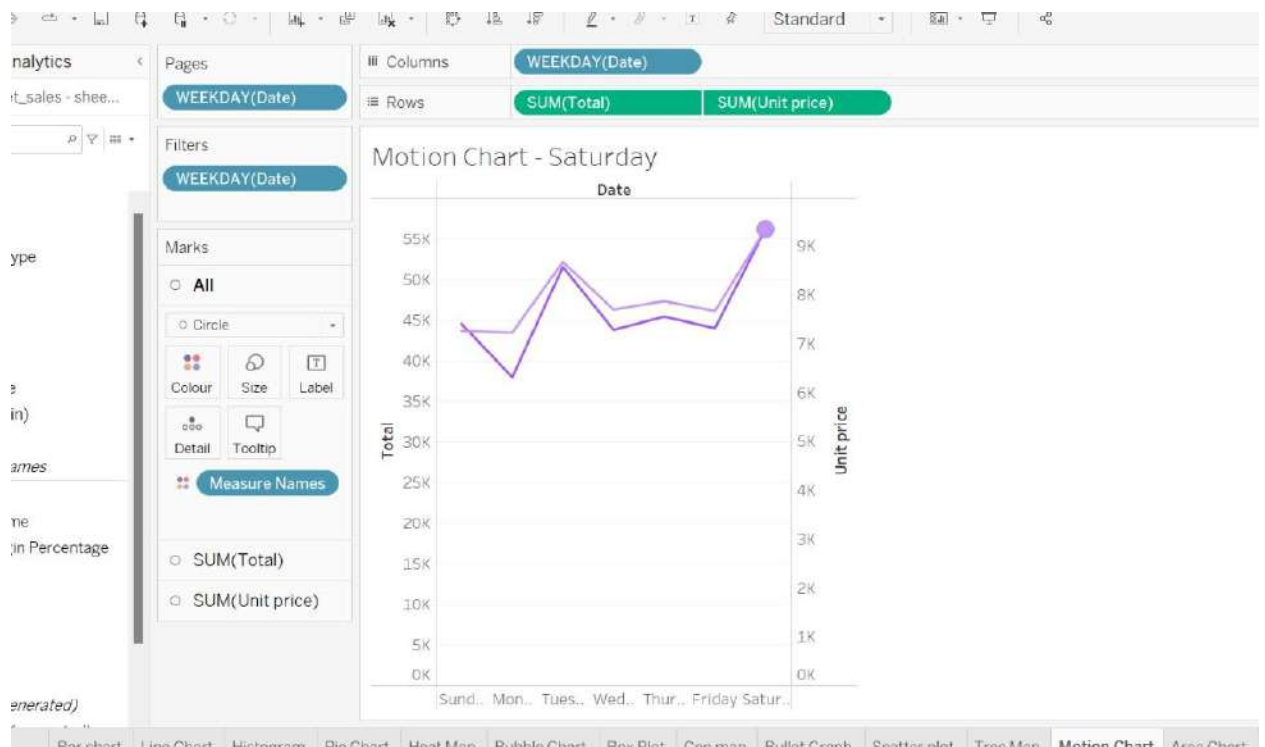 Standard
nalytics
t_sales - shee...
ype
in)
ames
me
in Percentage
enerated)
Pages
WEEKDAY(Date)
Filters
WEEKDAY(Date)
Marks
All
Circle
Colour Size Label
Detail Tooltip
Measure Names
SUM(Total)
SUM(Unit price)
Columns WEEKDAY(Date)
Rows SUM(Total) SUM(Unit price)
Motion Chart - Saturday
Date
55K
50K
45K
40K
35K
30K
25K
20K
15K
10K
5K
0K
Total
9K
8K
7K
6K
5K
4K
3K
2K
1K
0K
Unit price
Sund.. Mon.. Tues.. Wed.. Thur.. Friday Satur..
Bar chart Line Chart Histogram Pie Chart Heat Map Bubble Chart Box Plot Geo map Bullet Graph Scatter plot Tree Map Motion Chart Area Chart